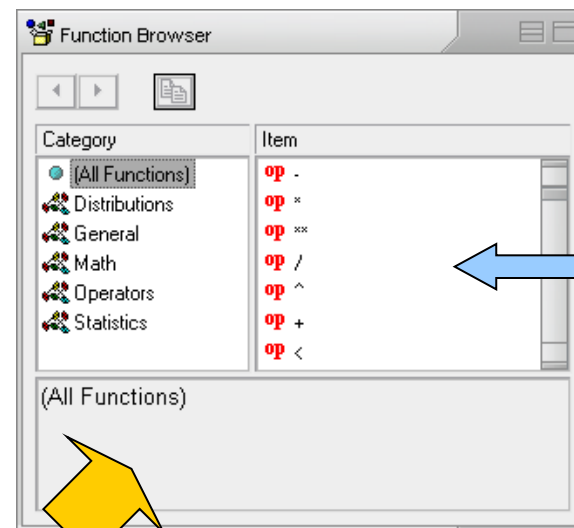 Function Browser
Category Item
(All Functions) op -
Distributions op *
General op **
Math op /
Operators op ^
Statistics op +
op <
(All Functions)